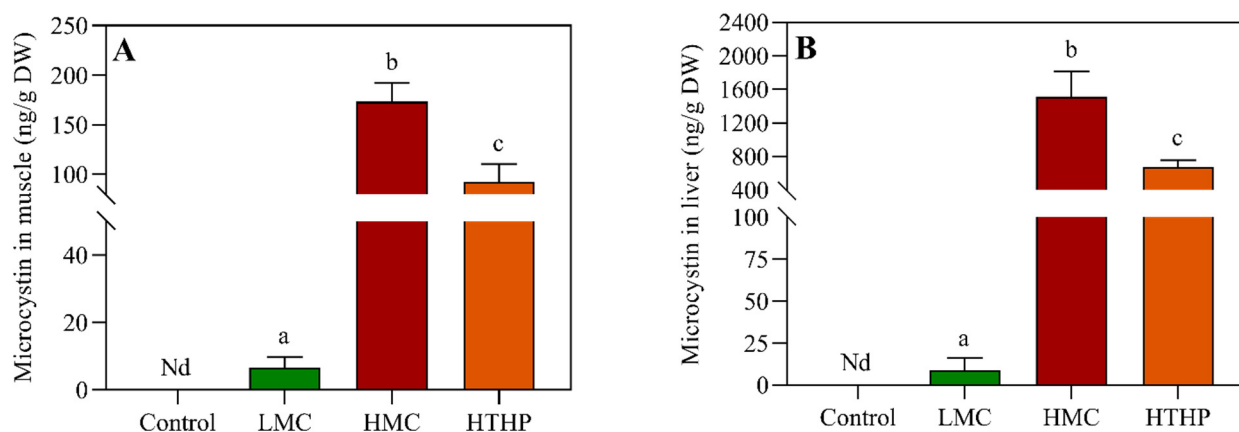 A
Microcystin in muscle (ng/g DW)
250
200
150
100
40
20
0
Nd
a
b
c
Control LMC HMC HTHP
B
Microcystin in liver (ng/g DW)
2400
2000
1600
1200
800
400
100
75
50
25
0
Nd
a
b
c
Control LMC HMC HTHP